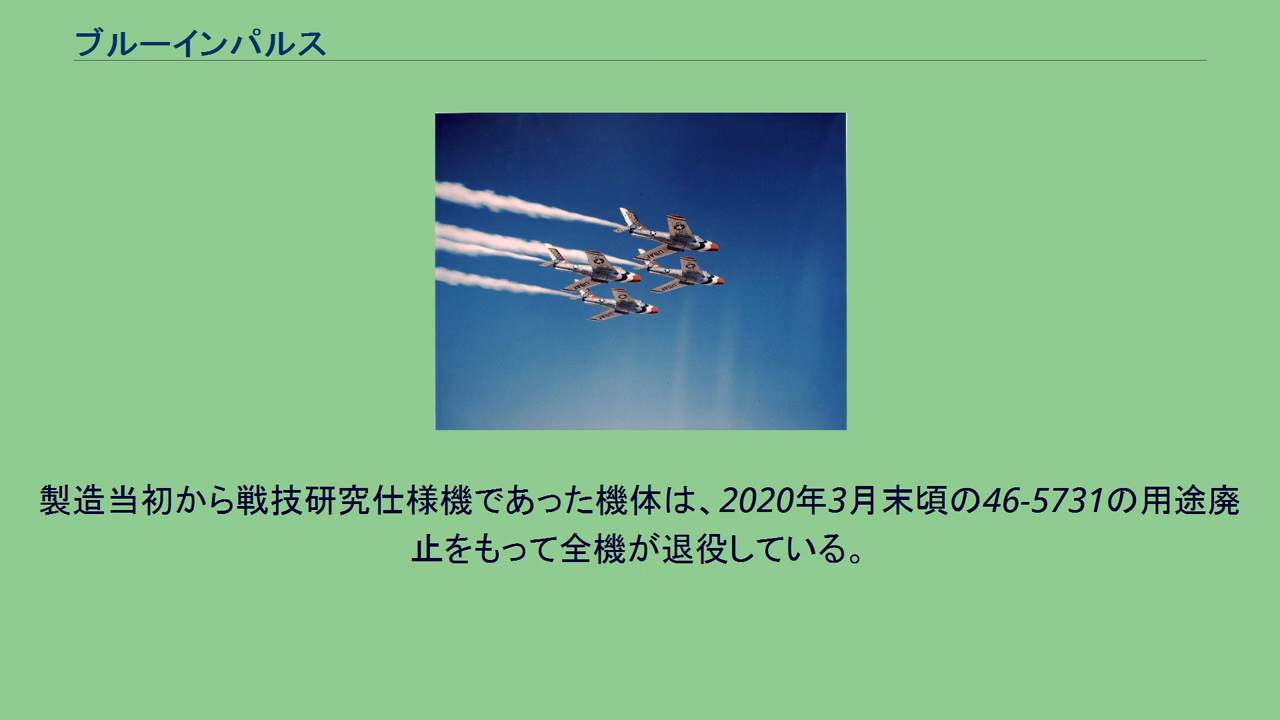 ブルーインパルス
製造当初から戦技研究仕様機であった機体は、2020年3月末頃の46-5731の用途廃
止をもって全機が退役している。